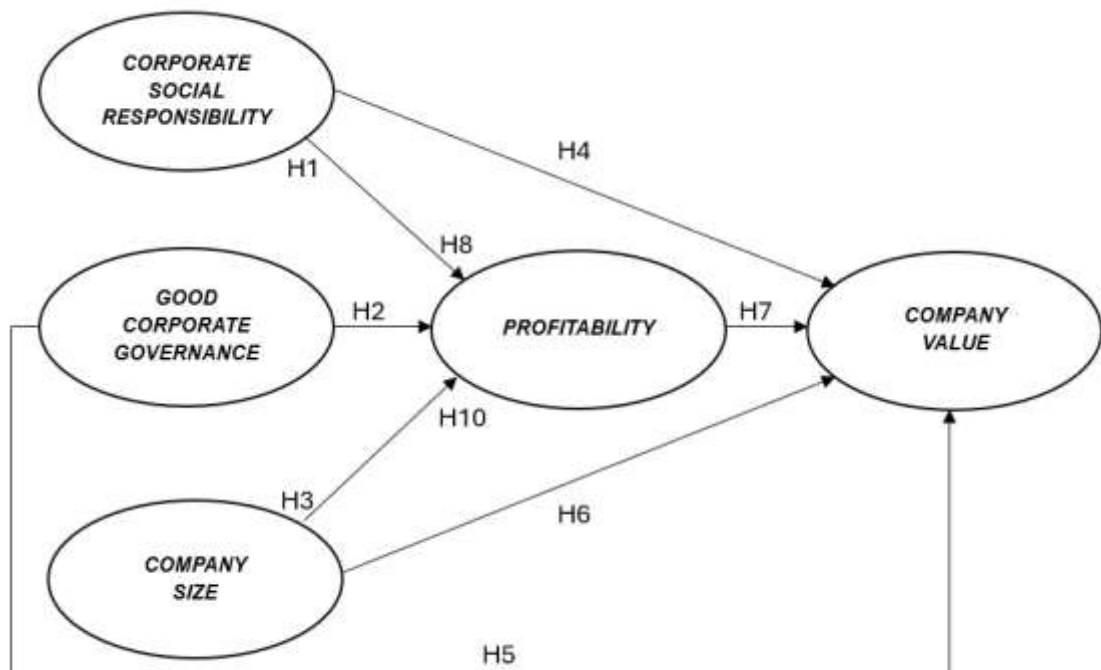 CORPORATE
SOCIAL
RESPONSIBILITY
H1
H4
H8
GOOD
CORPORATE
GOVERNANCE
H2
PROFITABILITY
H7
COMPANY
VALUE
H10
H3
H6
COMPANY
SIZE
H5